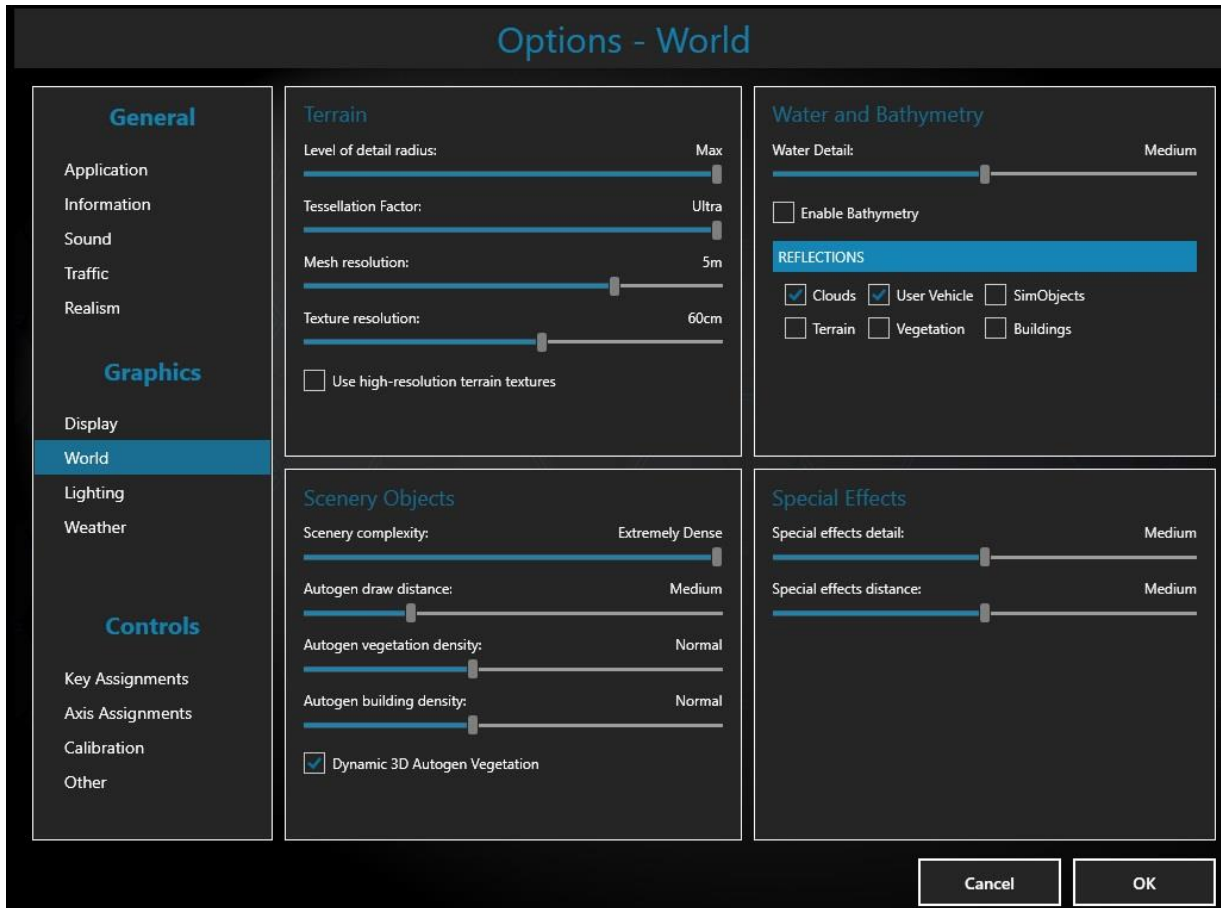 Options - World
General
Application
Information
Sound
Traffic
Realism
Graphics
Display
World
Lighting
Weather
Controls
Key Assignments
Axis Assignments
Calibration
Other
Terrain
Level of detail radius: Max
Tessellation Factor: Ultra
Mesh resolution: 5m
Texture resolution: 60cm
Use high-resolution terrain textures
Water and Bathymetry
Water Detail: Medium
Enable Bathymetry
REFLECTIONS
Clouds User Vehicle SimObjects
Terrain Vegetation Buildings
Scenery Objects
Scenery complexity: Extremely Dense
Autogen draw distance: Medium
Autogen vegetation density: Normal
Autogen building density: Normal
Dynamic 3D Autogen Vegetation
Special Effects
Special effects detail: Medium
Special effects distance: Medium
Cancel OK